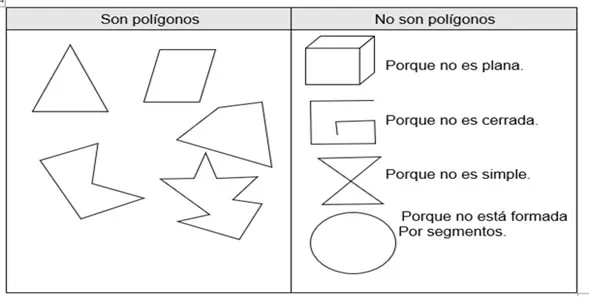 Son polígonos
No son polígonos
Porque no es plana.
Porque no es cerrada.
Porque no es simple.
Porque no está formada
Por segmentos.